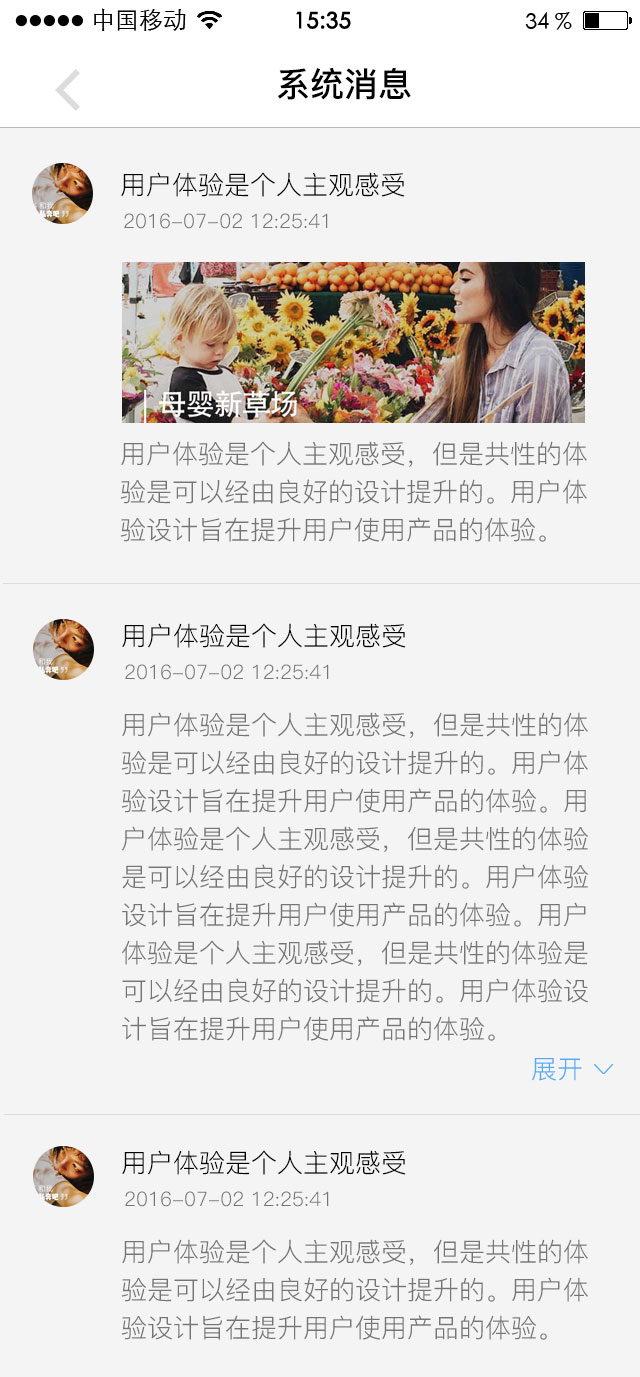 中国移动 15:35 34%
系统消息
用户体验是个人主观感受
2016-07-02 12:25:41
母婴新草场
用户体验是个人主观感受，但是共性的体
验是可以经由良好的设计提升的。用户体
验设计旨在提升用户使用产品的体验。
用户体验是个人主观感受
2016-07-02 12:25:41
用户体验是个人主观感受，但是共性的体
验是可以经由良好的设计提升的。用户体
验设计旨在提升用户使用产品的体验。用
户体验是个人主观感受，但是共性的体验
是可以经由良好的设计提升的。用户体验
设计旨在提升用户使用产品的体验。用户
体验是个人主观感受，但是共性的体验是
可以经由良好的设计提升的。用户体验设
计旨在提升用户使用产品的体验。
展开
用户体验是个人主观感受
2016-07-02 12:25:41
用户体验是个人主观感受，但是共性的体
验是可以经由良好的设计提升的。用户体
验设计旨在提升用户使用产品的体验。